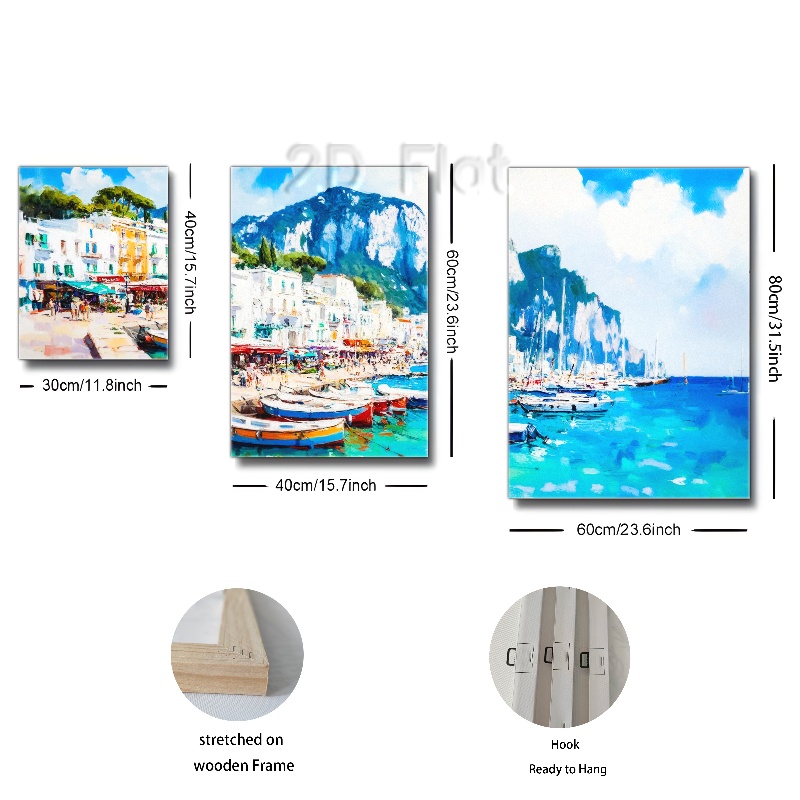 2D Flat
40cm/15.7inch
30cm/11.8inch
60cm/23.6inch
40cm/15.7inch
80cm/31.5inch
60cm/23.6inch
stretched on
wooden Frame
Hook
Ready to Hang